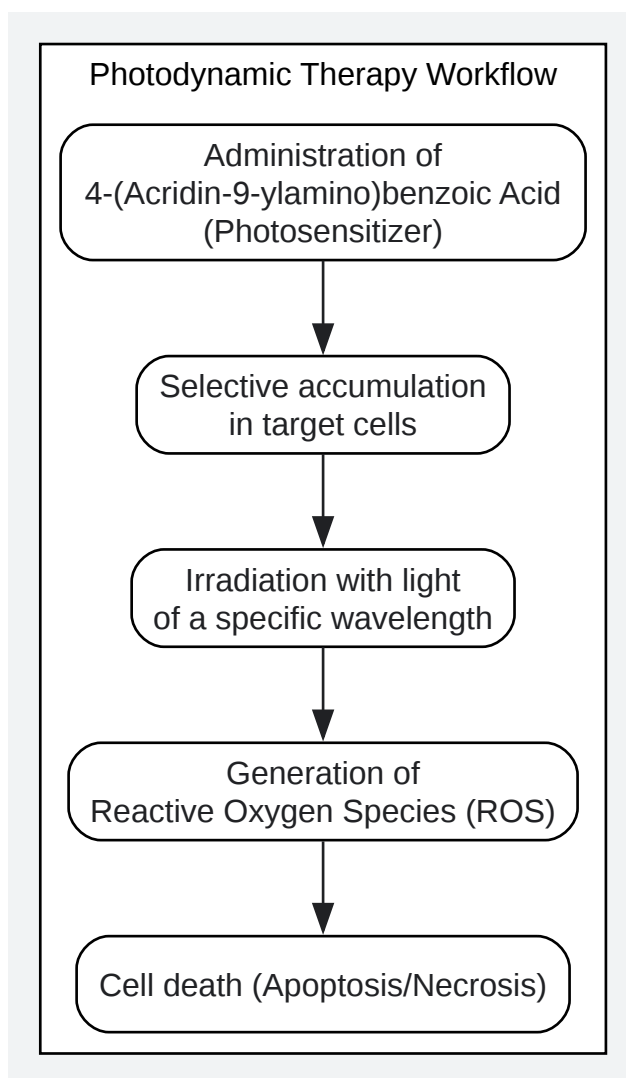 Photodynamic Therapy Workflow
Administration of
4-(Acridin-9-ylamino)benzoic Acid
(Photosensitizer)
Selective accumulation
in target cells
Irradiation with light
of a specific wavelength
Generation of
Reactive Oxygen Species (ROS)
Cell death (Apoptosis/Necrosis)